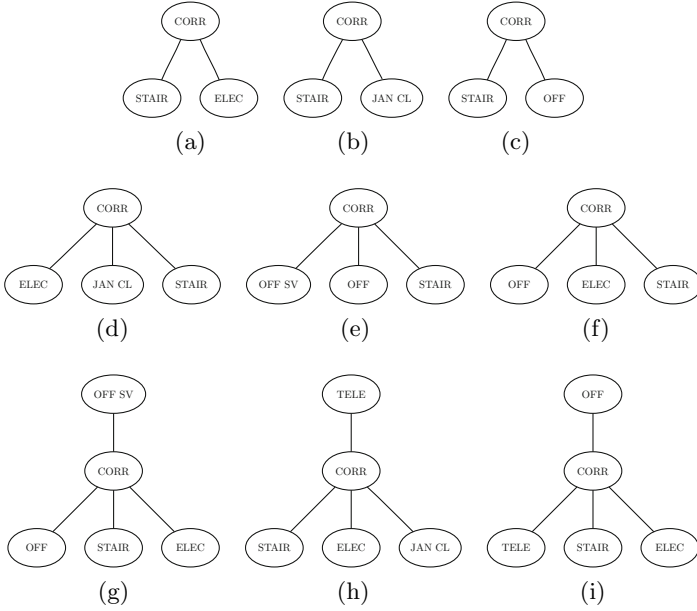 CORR CORR CORR
STAIR ELEC STAIR JAN CL STAIR OFF
(a) (b) (c)
CORR CORR CORR
ELEC JAN CL STAIR OFF SV OFF STAIR OFF ELEC STAIR
(d) (e) (f)
OFF SV TELE OFF
CORR CORR CORR
OFF STAIR ELEC STAIR ELEC JAN CL TELE STAIR ELEC
(g) (h) (i)